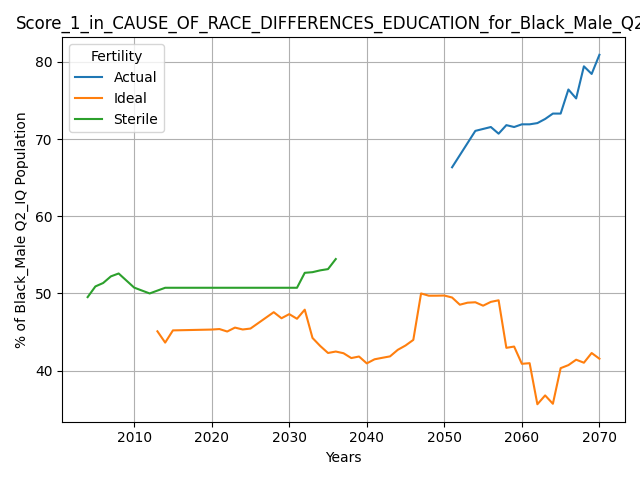 Score_1_in_CAUSE_OF_RACE_DIFFERENCES_EDUCATION_for_Black_Male_Q2
Fertility
Actual
Ideal
Sterile
% of Black_Male Q2_IQ Population
80
70
60
50
40
2010
2020
2030
2040
2050
2060
2070
Years